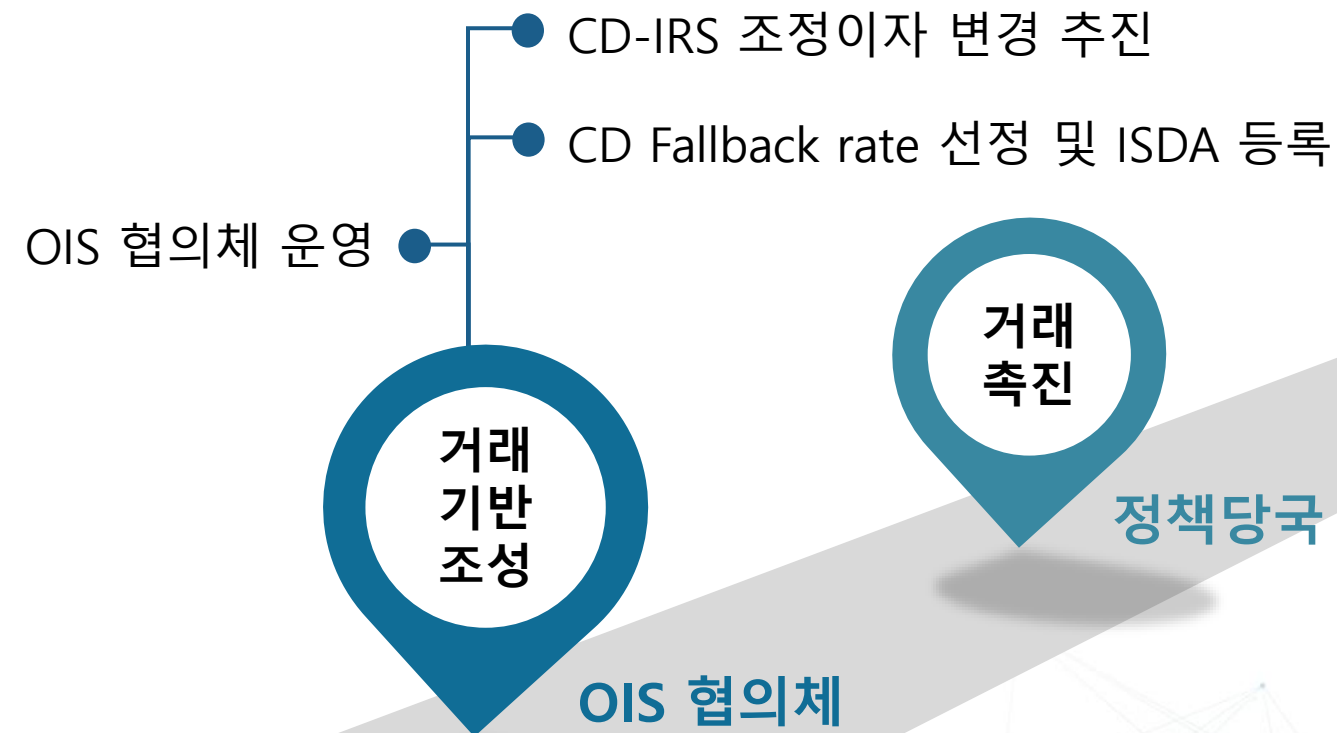 CD-IRS 조정이자 변경 추진
CD Fallback rate 선정 및 ISDA 등록
OIS 협의체 운영
거래
촉진
거래
기반
조성
정책당국
OIS 협의체